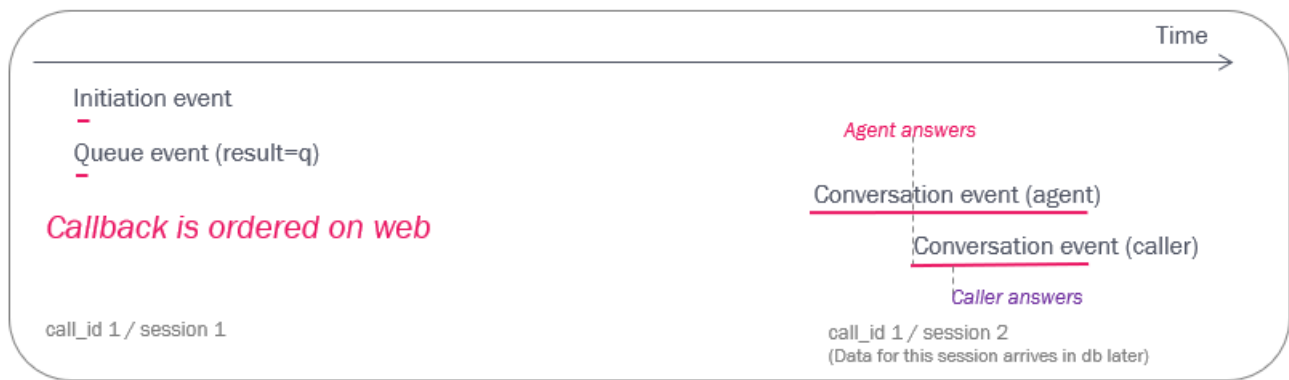 Time
Initiation event
Queue event (result=q)
Callback is ordered on web
Agent answers
Conversation event (agent)
Conversation event (caller)
Caller answers
call_id 1 / session 1
call_id 1 / session 2
(Data for this session arrives in db later)